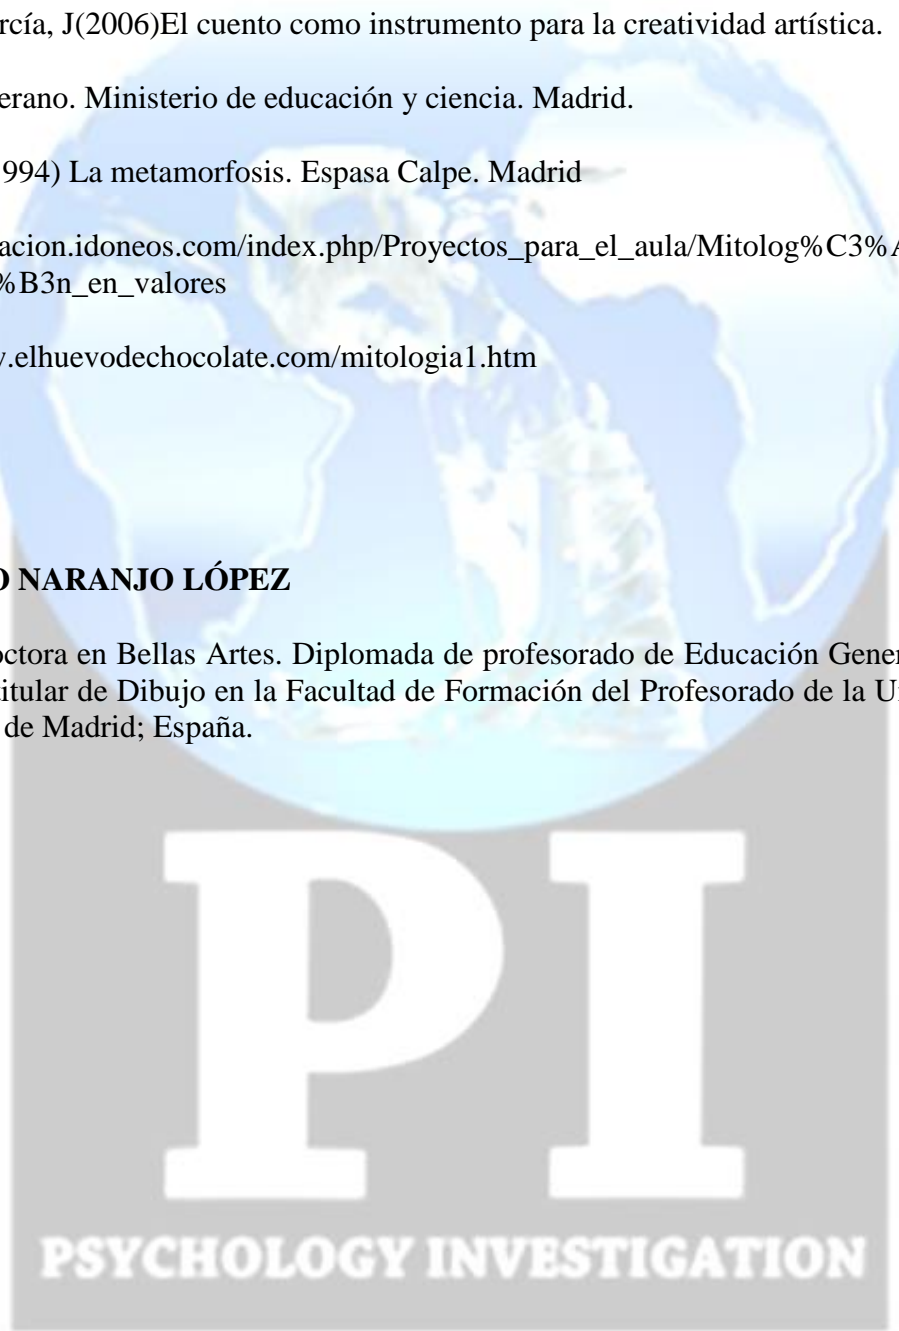 rcía, J(2006)El cuento como instrumento para la creatividad artística.
erano. Ministerio de educación y ciencia. Madrid.
994) La metamorfosis. Espasa Calpe. Madrid
acion.idoneos.com/index.php/Proyectos_para_el_aula/Mitolog%C3%A
%B3n_en_valores
.elhuevodechocolate.com/mitologia1.htm
O NARANJO LÓPEZ
octora en Bellas Artes. Diplomada de profesorado de Educación Gener
titular de Dibujo en la Facultad de Formación del Profesorado de la U
de Madrid; España.
PI
PSYCHOLOGY INVESTIGATION